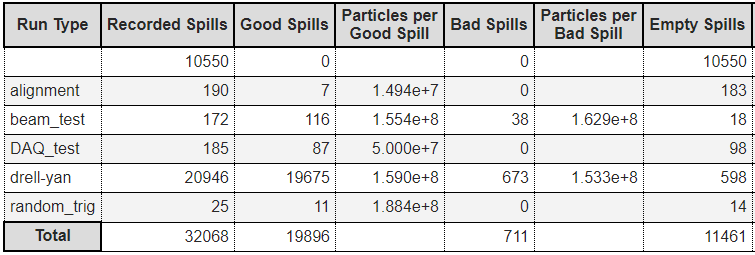 Run Type Recorded Spills Good Spills Particles per Good Spill Bad Spills Particles per Bad Spill Empty Spills
10550 0 0 10550
alignment 190 7 1.494e+7 0 183
beam_test 172 116 1.554e+8 38 1.629e+8 18
DAQ_test 185 87 5.000e+7 0 98
drell-yan 20946 19675 1.590e+8 673 1.533e+8 598
random_trig 25 11 1.884e+8 0 14
Total 32068 19896 711 11461